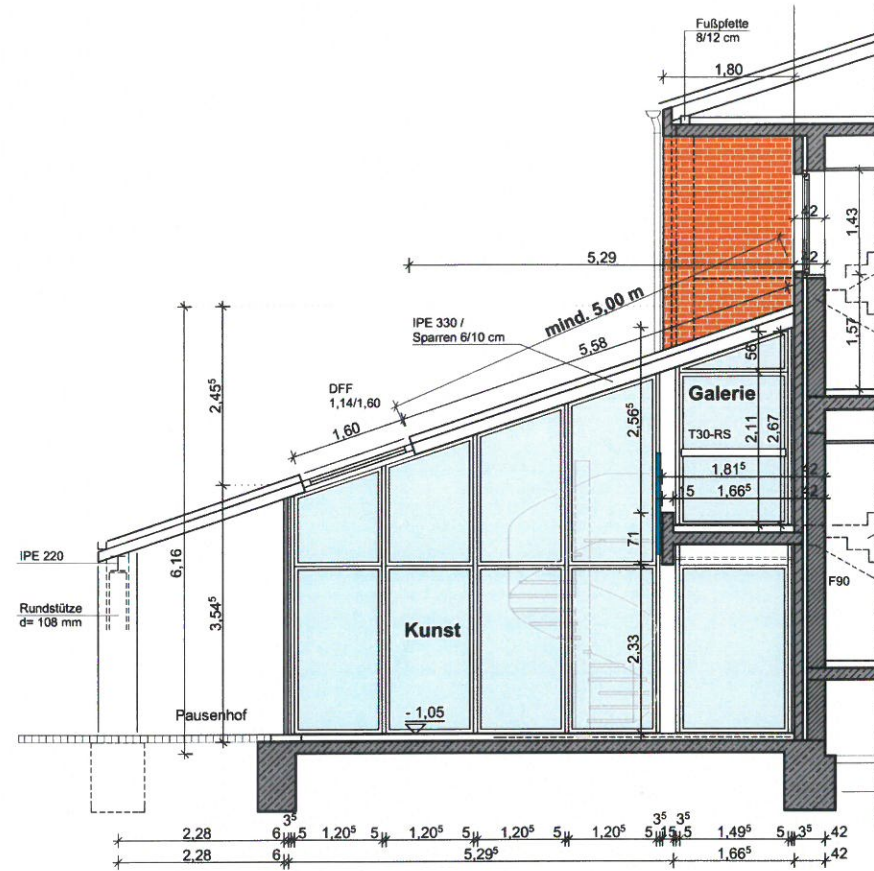 Fußpfette
8/12 cm
1,80
42
1,43
5,29
42
mind. 5,00 m
IPE 330 /
Sparren 6/10 cm
5,58
1,57
56
2,45⁵
DFF
1,14/1,60
Galerie
1,60
2,56⁵
T30-RS
2,11
2,67
1,81⁵
42
15
1,66⁵
42
IPE 220
6,16
71
F90
Rundstütze
d= 108 mm
3,54⁵
Kunst
2,33
Pausenhof
- 1,05
3⁵ 3⁵ 3⁵
2,28 6 5 1,20⁵ 5 1,20⁵ 5 1,20⁵ 5 1,20⁵ 5 15 5 1,49⁵ 5 3⁵ 42
2,28 6 5,29⁵ 1,66⁵ 42